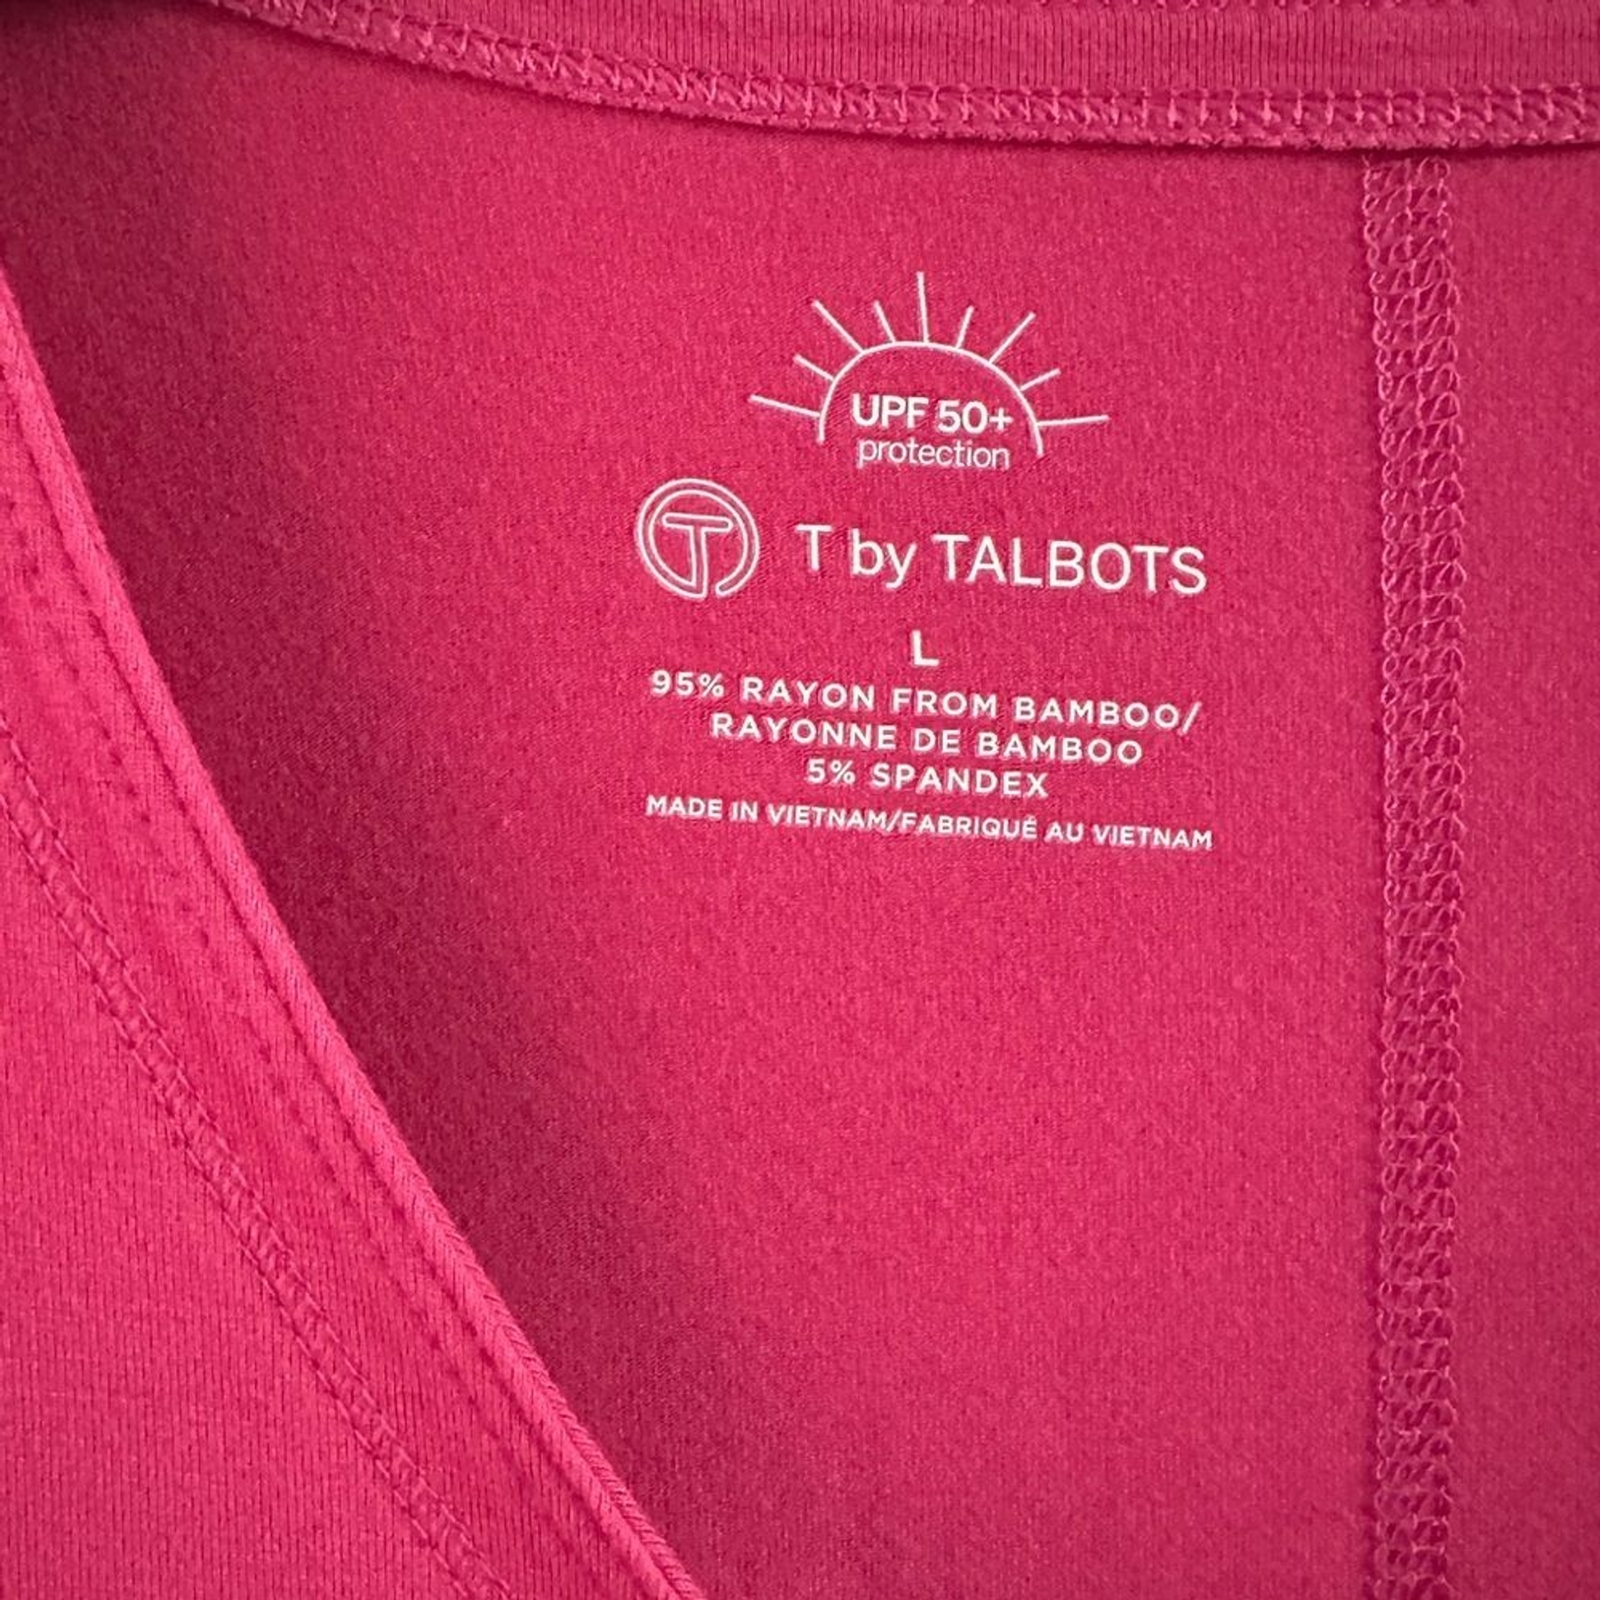 UPF 50+
protection
T by TALBOTS
L
95% RAYON FROM BAMBOO/
RAYONNE DE BAMBOO
5% SPANDEX
MADE IN VIETNAM/FABRIQUÉ AU VIETNAM